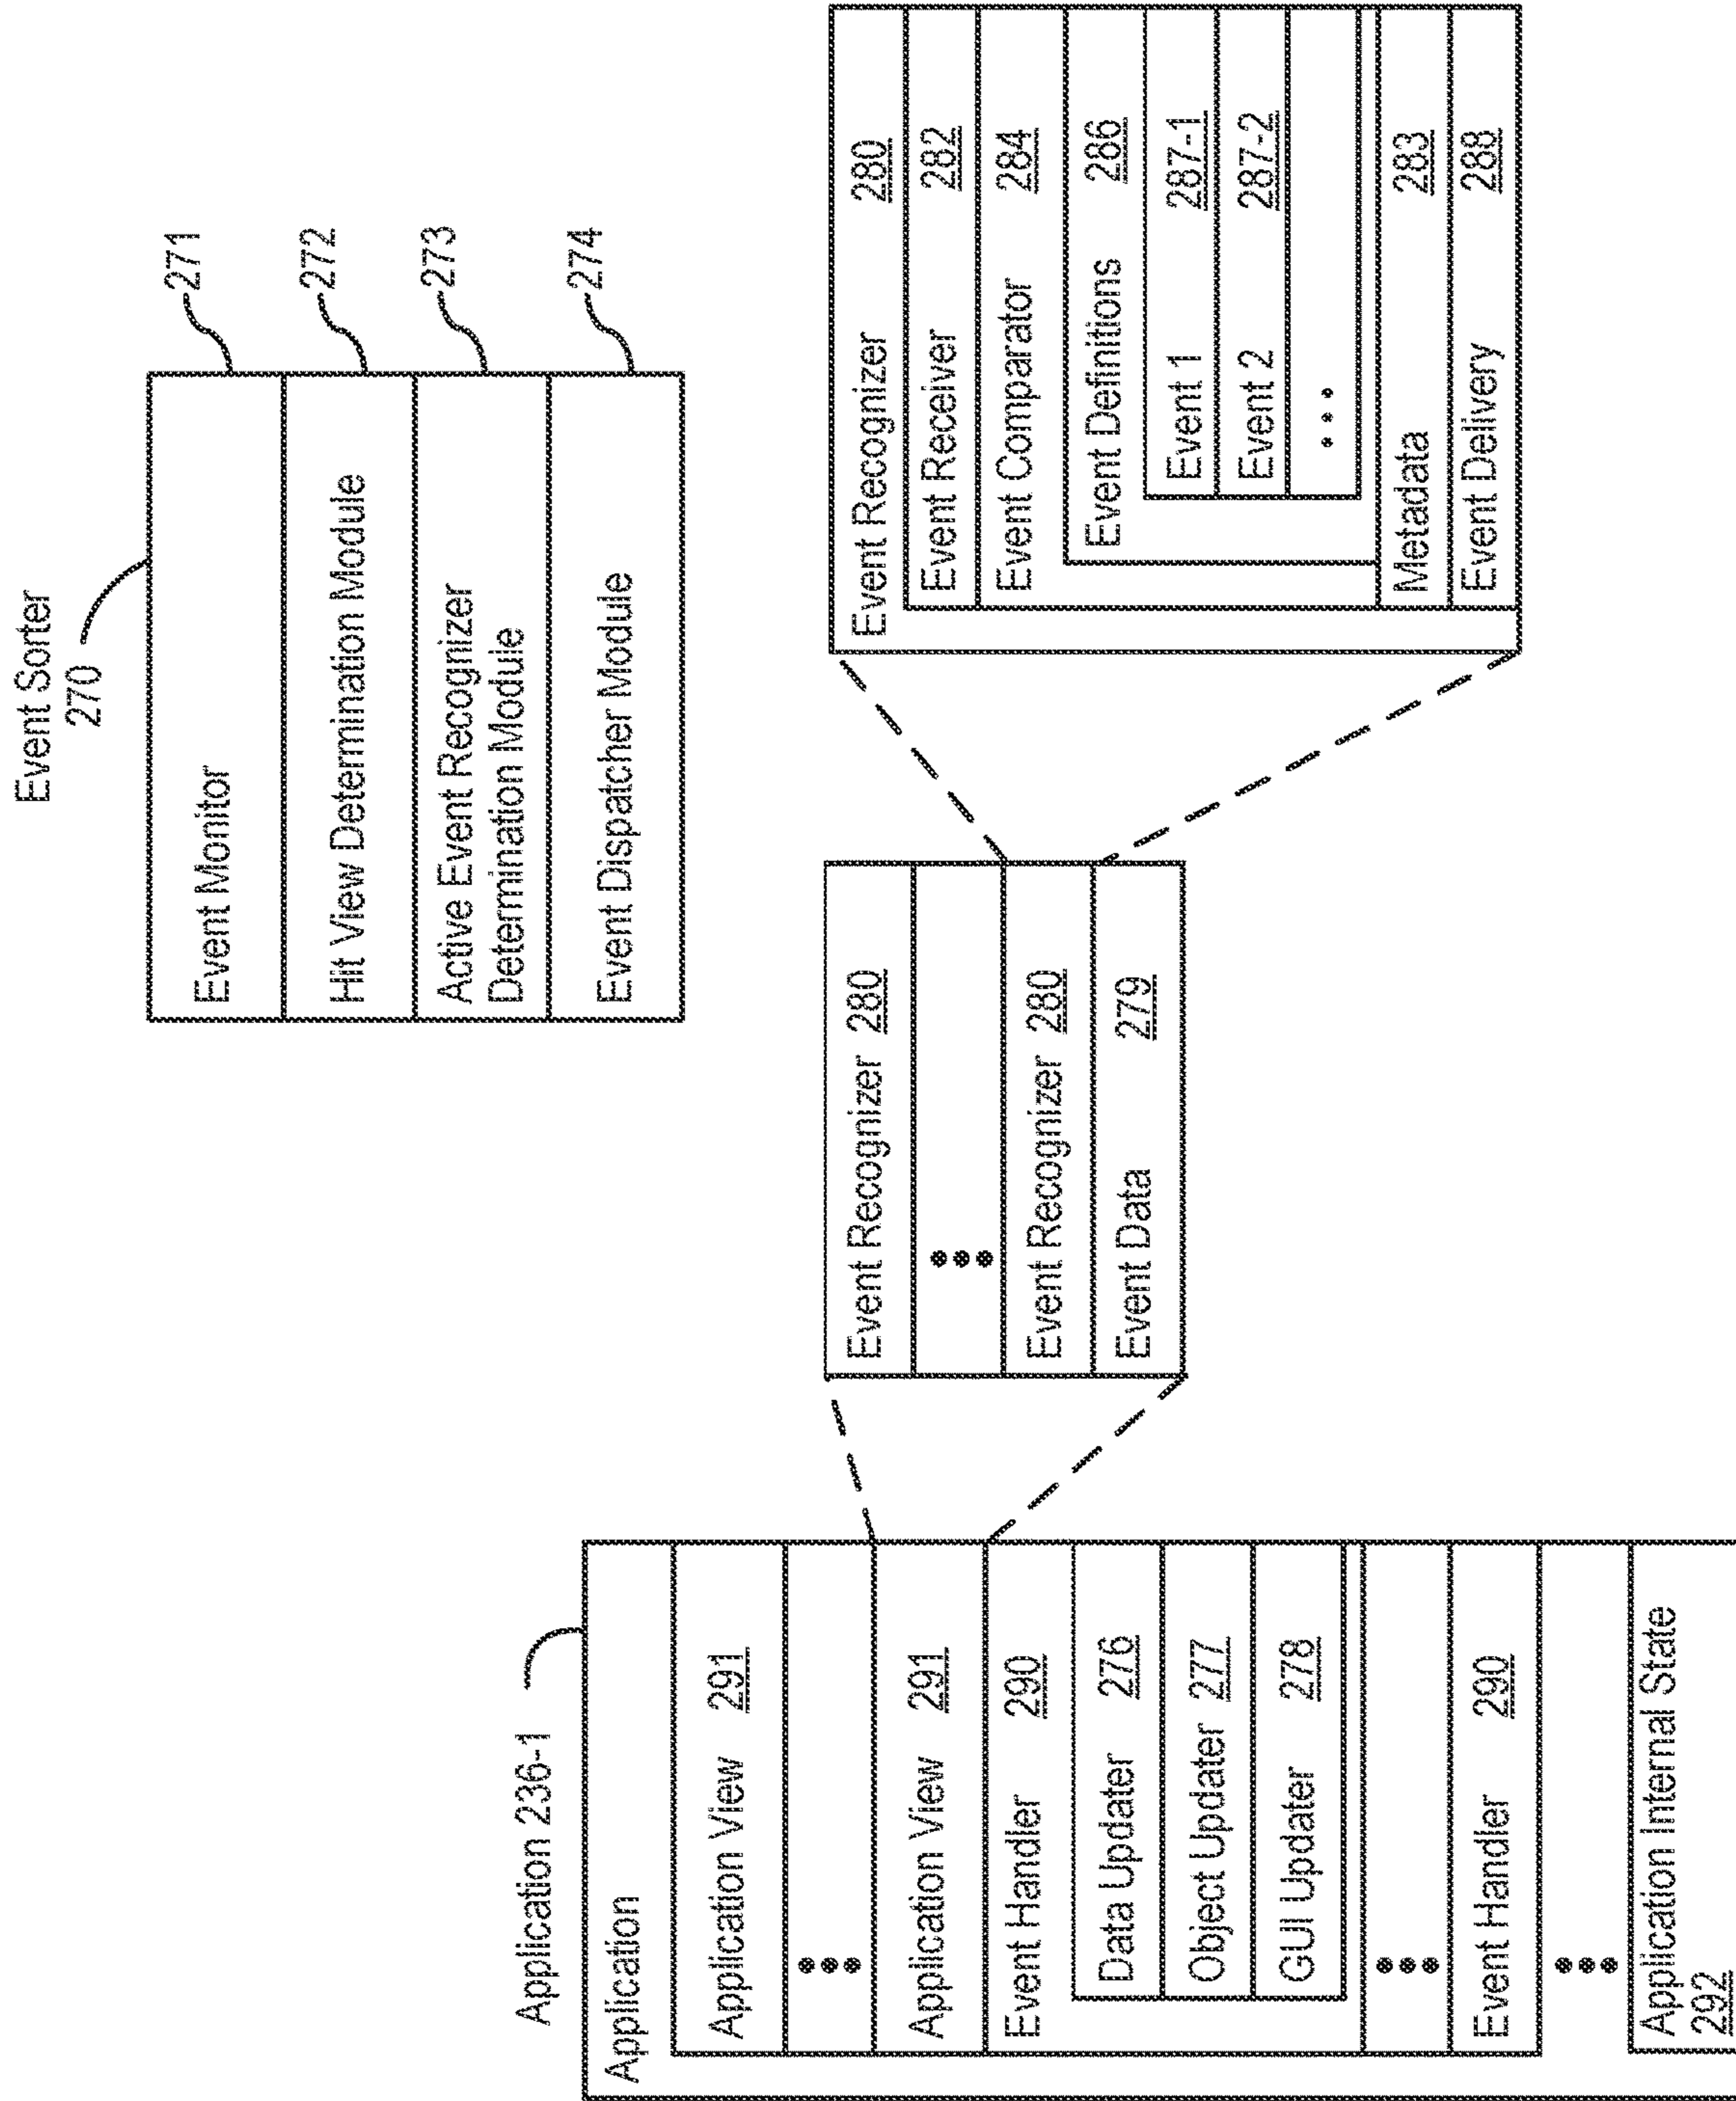 Event Sorter
270
Event Monitor
271
Hit View Determination Module
272
Active Event Recognizer
Determination Module
273
Event Dispatcher Module
274
Application 236-1
Application
Application View 291
•••
Application View 291
Event Handler 290
Data Updater 276
Object Updater 277
GUI Updater 278
•••
Event Handler 290
•••
Application Internal State
292
Event Recognizer 280
•••
Event Recognizer 280
Event Data 279
Event Recognizer 280
Event Receiver 282
Event Comparator 284
Event Definitions 286
Event 1 287-1
Event 2 287-2
•••
Metadata 283
Event Delivery 288